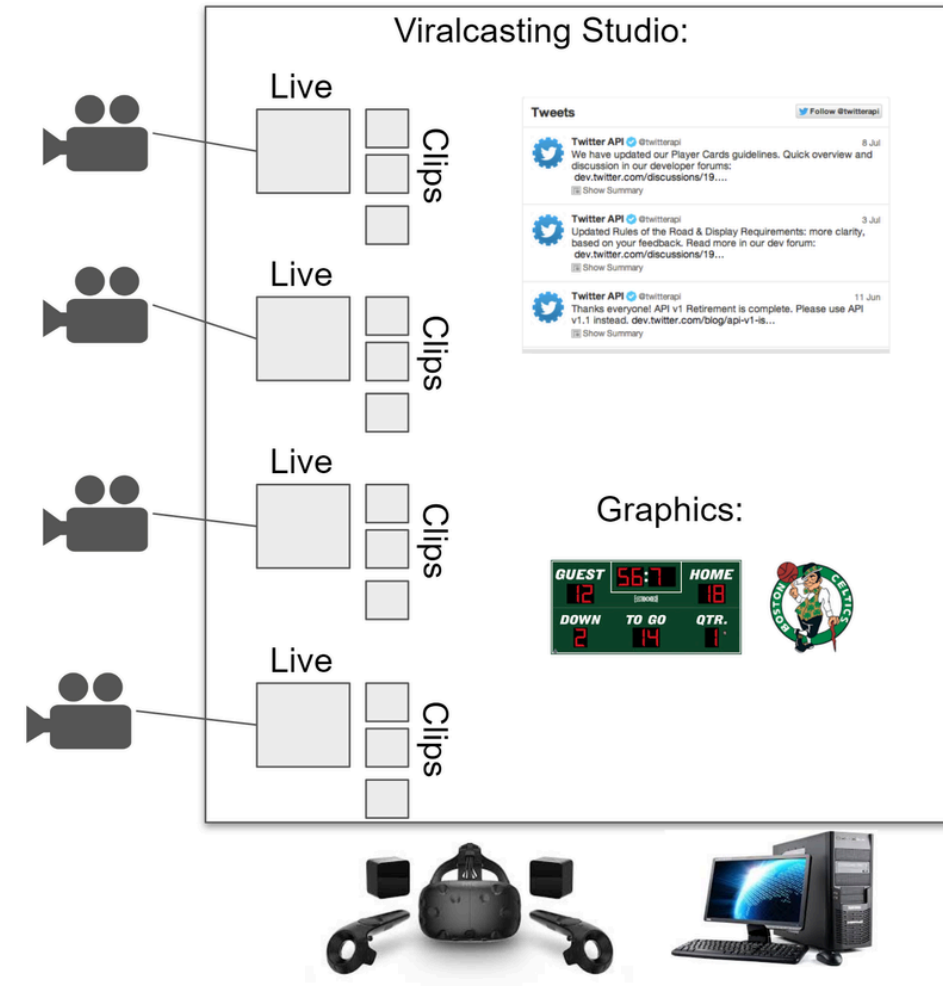 Viralcasting Studio:
Live
Clips
Tweets
Follow @twitterapi
Twitter API @twitterapi 8 Jul
We have updated our Player Cards guidelines. Quick overview and
discussion in our developer forums:
dev.twitter.com/discussions/19....
Show Summary
Twitter API @twitterapi 3 Jul
Updated Rules of the Road & Display Requirements: more clarity,
based on your feedback. Read more in our dev forum:
dev.twitter.com/discussions/19...
Show Summary
Twitter API @twitterapi 11 Jun
Thanks everyone! API v1 Retirement is complete. Please use API
v1.1 instead. dev.twitter.com/blog/api-v1-is...
Show Summary
Live
Clips
Live
Clips
Graphics:
GUEST 56:7 HOME
12 18
DOWN TO GO QTR.
2 14 1
BOSTON CELTICS
Live
Clips